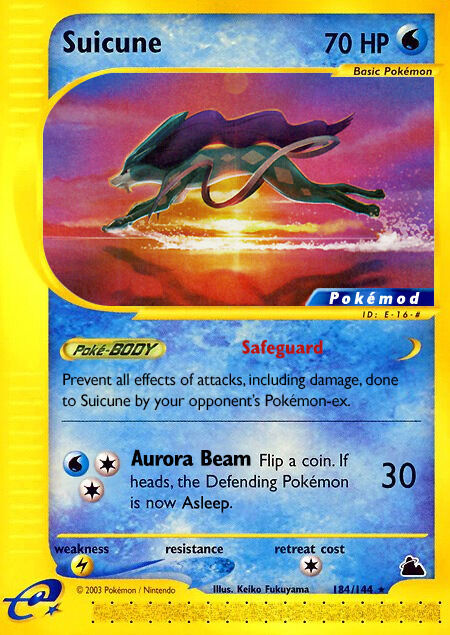 Suicune 70 HP
Basic Pokémon
Pokémod
ID: E-16-#
Poké-BODY Safeguard
Prevent all effects of attacks, including damage, done
to Suicune by your opponent's Pokémon-ex.
Aurora Beam Flip a coin. If
heads, the Defending Pokémon
is now Asleep.
30
weakness resistance retreat cost
© 2003 Pokémon / Nintendo Illus. Keiko Fukuyama 184/144 ★
e